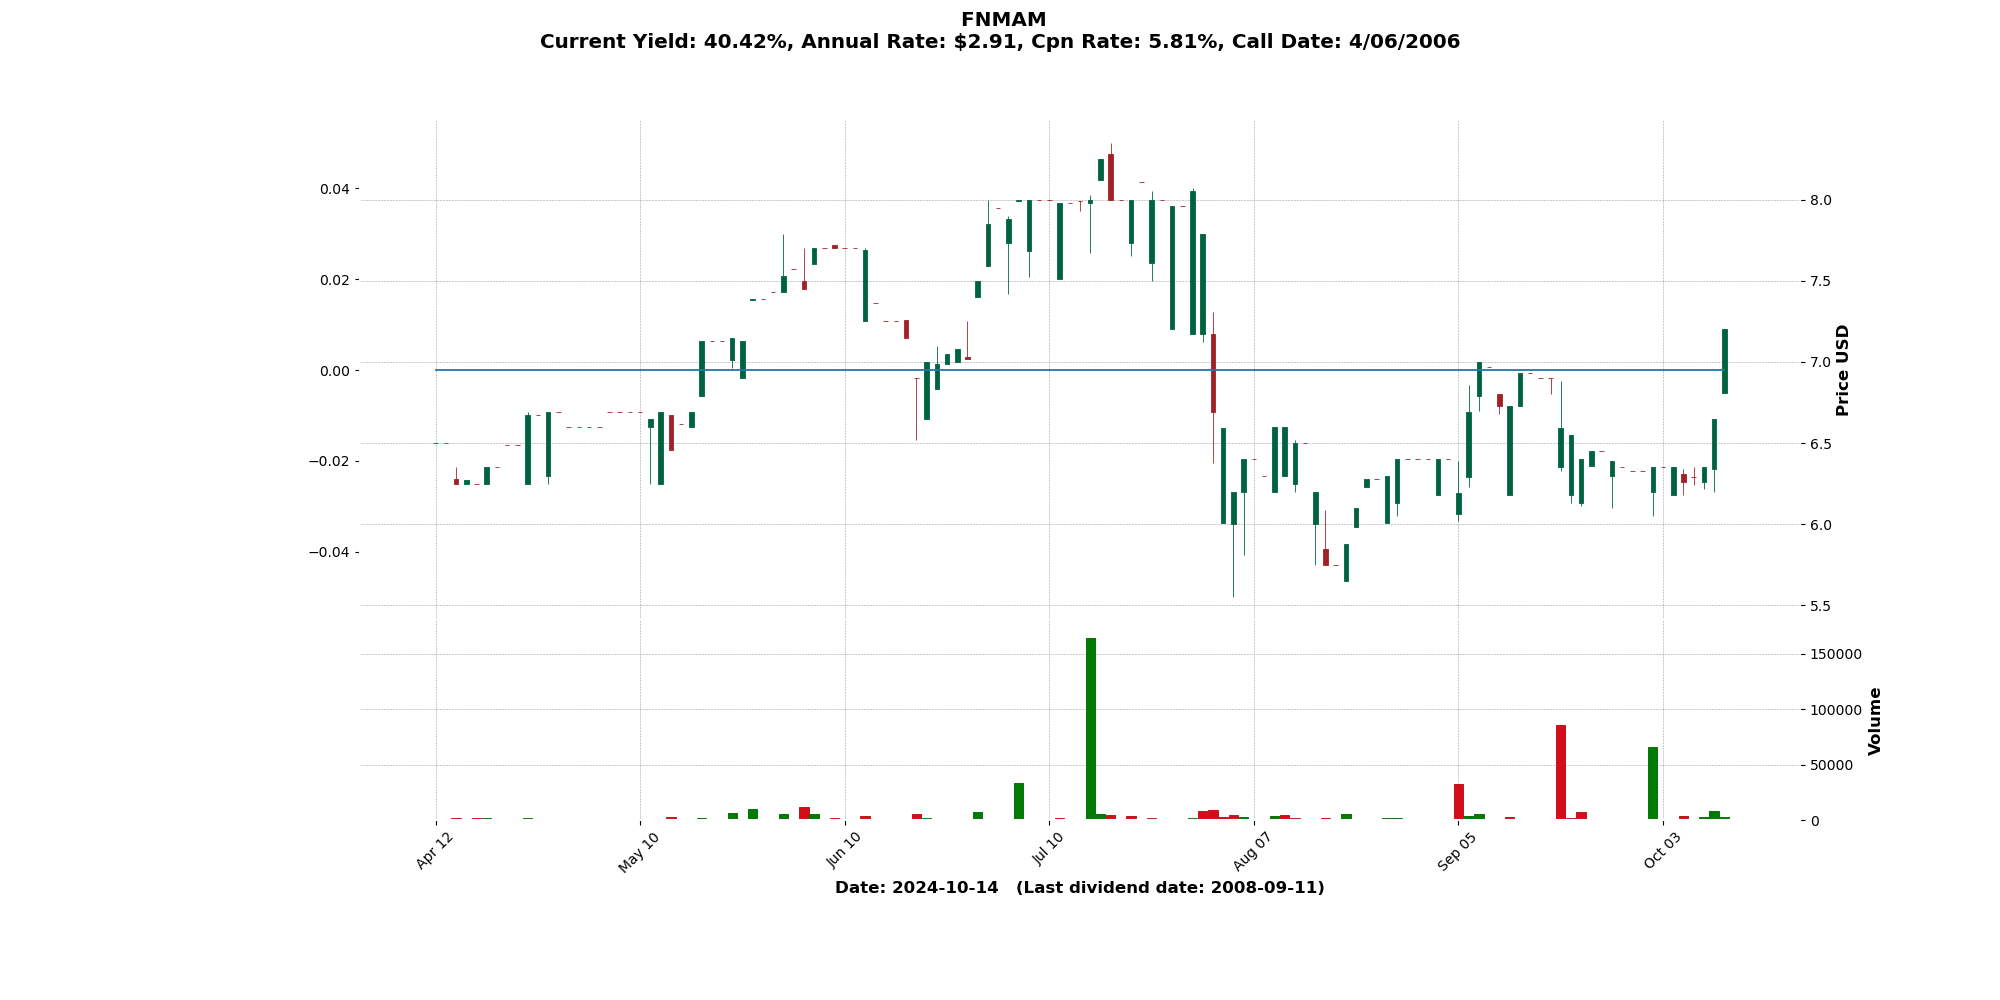 FNMAM
Current Yield: 40.42%, Annual Rate: $2.91, Cpn Rate: 5.81%, Call Date: 4/06/2006
0.04
0.02
0.00
−0.02
−0.04
8.0
7.5
7.0
6.5
6.0
5.5
Price USD
150000
100000
50000
0
Volume
Apr 12
May 10
Jun 10
Jul 10
Aug 07
Sep 05
Oct 03
Date: 2024-10-14 (Last dividend date: 2008-09-11)